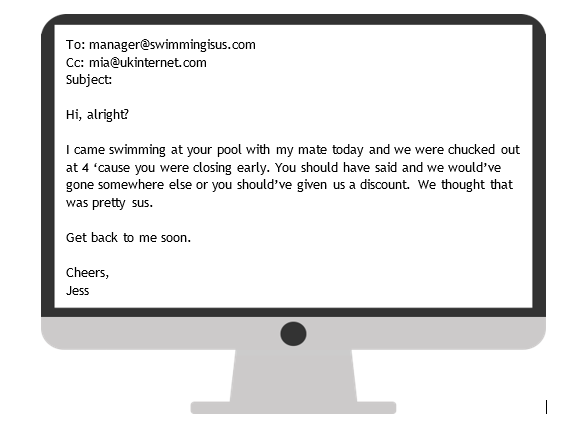 To: manager@swimmingisus.com
Cc: mia@ukinternet.com
Subject:
Hi, alright?
I came swimming at your pool with my mate today and we were chucked out
at 4 ‘cause you were closing early. You should have said and we would’ve
gone somewhere else or you should’ve given us a discount.  We thought that
was pretty sus.
Get back to me soon.
Cheers,
Jess